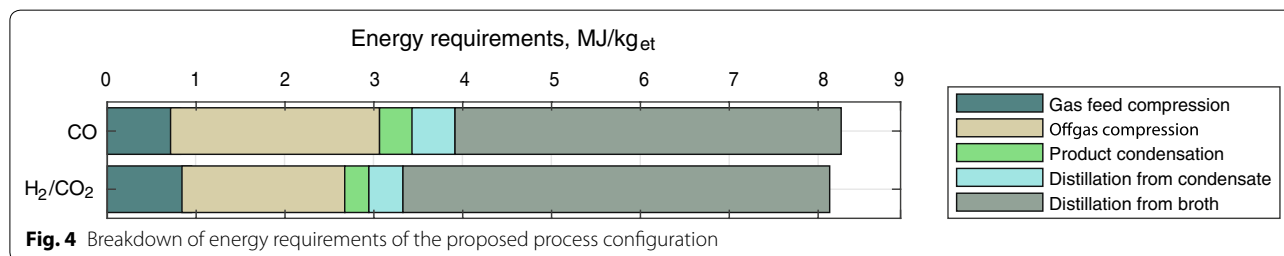 Energy requirements, MJ/kg_et
0 1 2 3 4 5 6 7 8 9
CO
H₂/CO₂
Gas feed compression
Offgas compression
Product condensation
Distillation from condensate
Distillation from broth
Fig. 4 Breakdown of energy requirements of the proposed process configuration